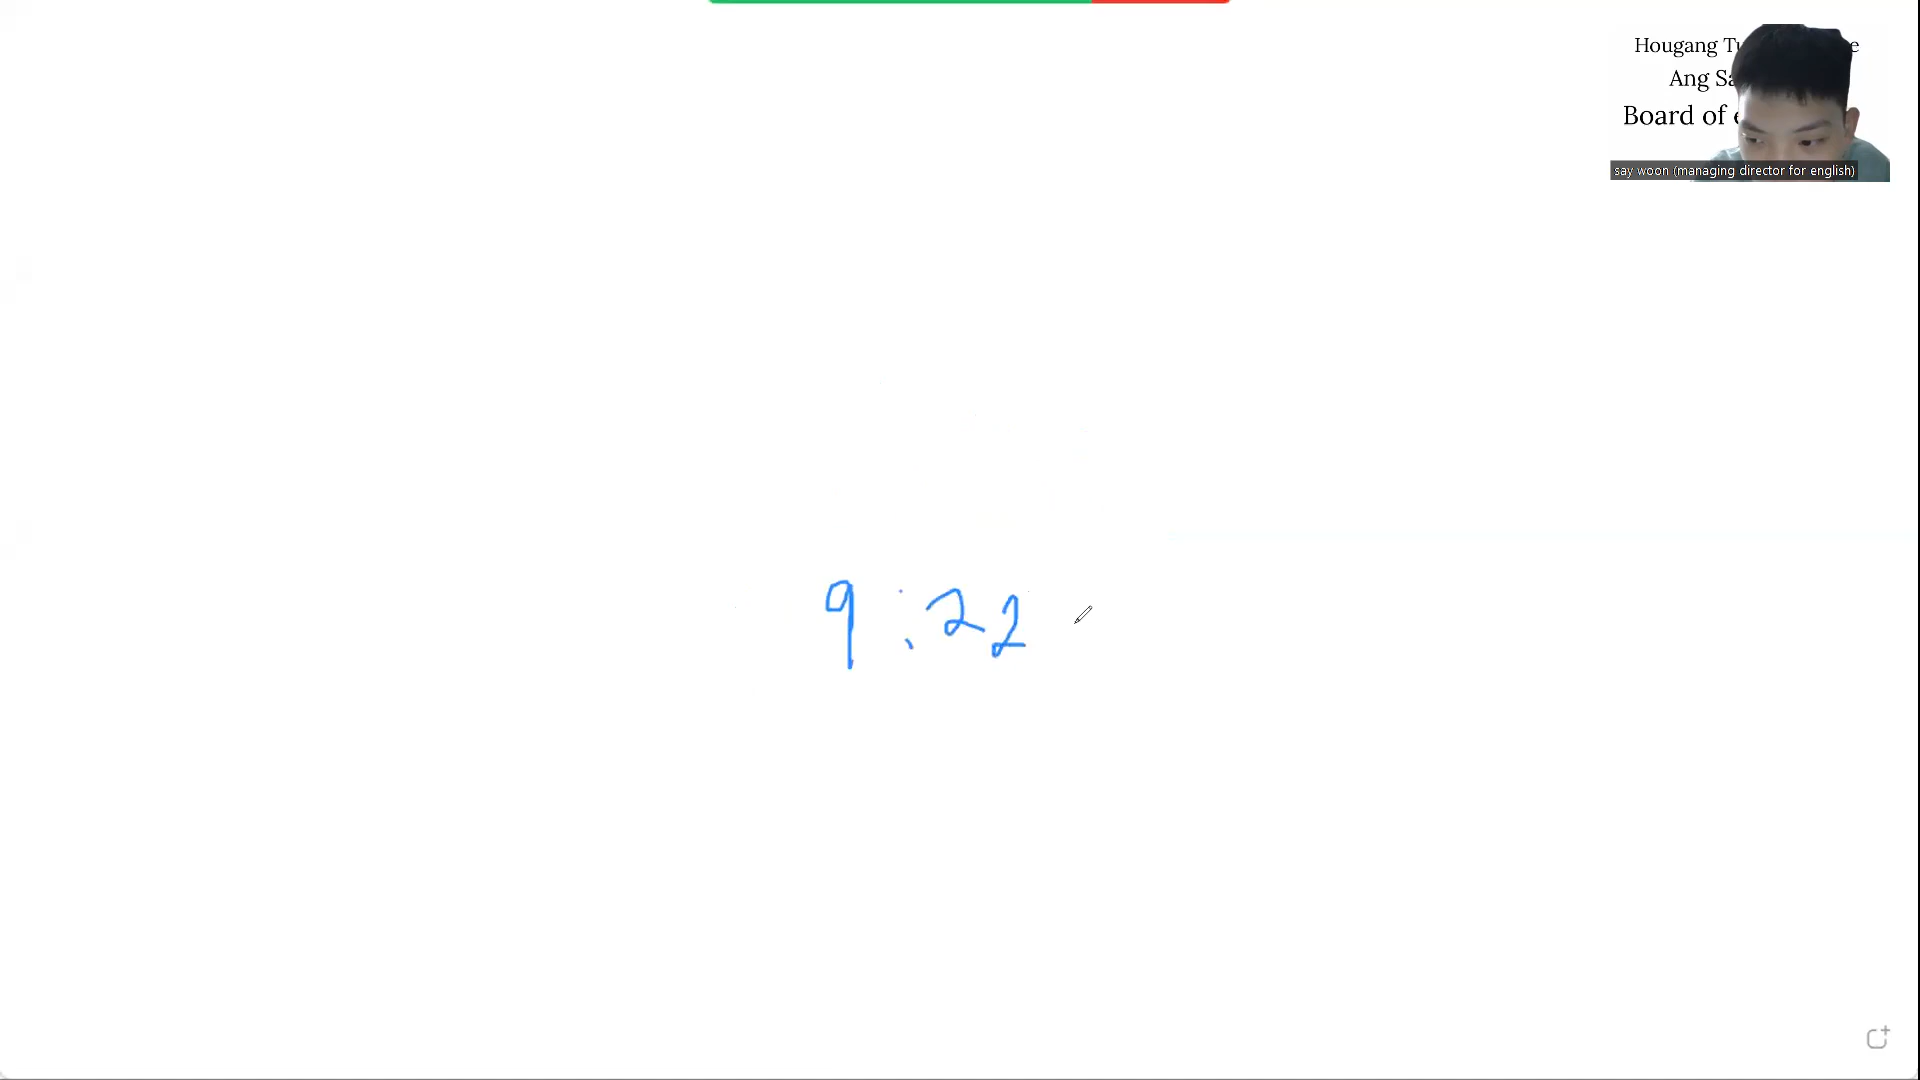 Hougang
Ang
Board of
say woon (managing director for english)
9:22